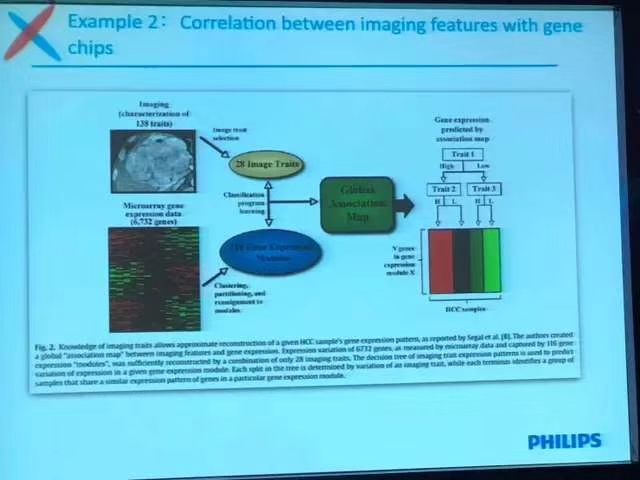 Example 2： Correlation between imaging features with gene
chips
Imaging
(characterization of
138 traits)
Image trait
selection
28 Image Traits
Microarray gene
expression data
(6,732 genes)
Classification
program
learning
116 Gene Expression
Modules
Clustering,
partitioning, and
reassignment to
modules
Global
Association
Map
Gene expression
predicted by
association map
Trait 1
High Low
Trait 2 Trait 3
H L H L
Y genes
in gene
expression
module X
HCC samples
Fig. 2. Knowledge of imaging traits allows approximate reconstruction of a given HCC sample's gene expression pattern, as reported by Segal et al. (8). The authors created
a global "association map" between imaging features and gene expression. Expression variation of 6732 genes, as measured by microarray data and captured by 116 gene
expression "modules", was sufficiently reconstructed by a combination of only 28 imaging traits. The decision tree of imaging trait expression patterns is used to predict
variation of expression in a given gene expression module. Each split in the tree is determined by variation of an imaging trait, while each terminus identifies a group of
samples that share a similar expression pattern of genes in a particular gene expression module.
PHILIPS